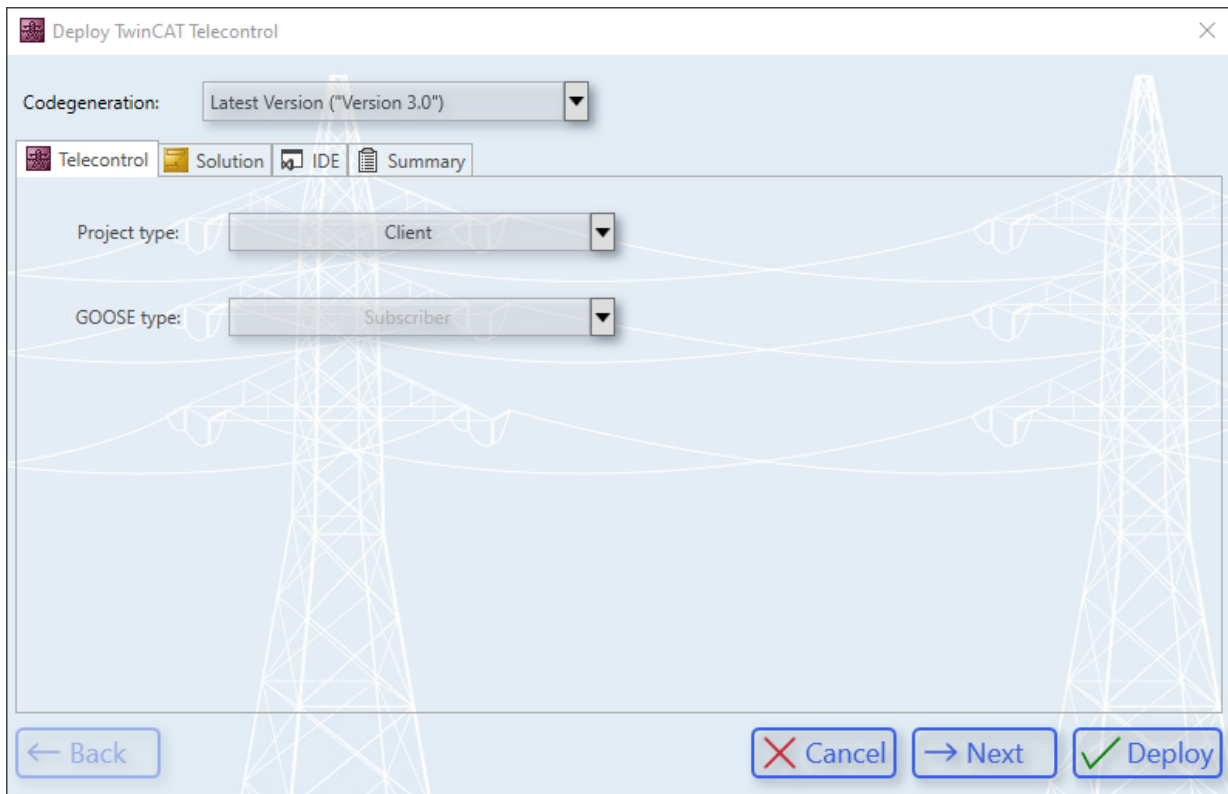 Deploy TwinCAT Telecontrol
Codegeneration: Latest Version ("Version 3.0")
Telecontrol Solution IDE Summary
Project type: Client
GOOSE type: Subscriber
Back Cancel Next Deploy